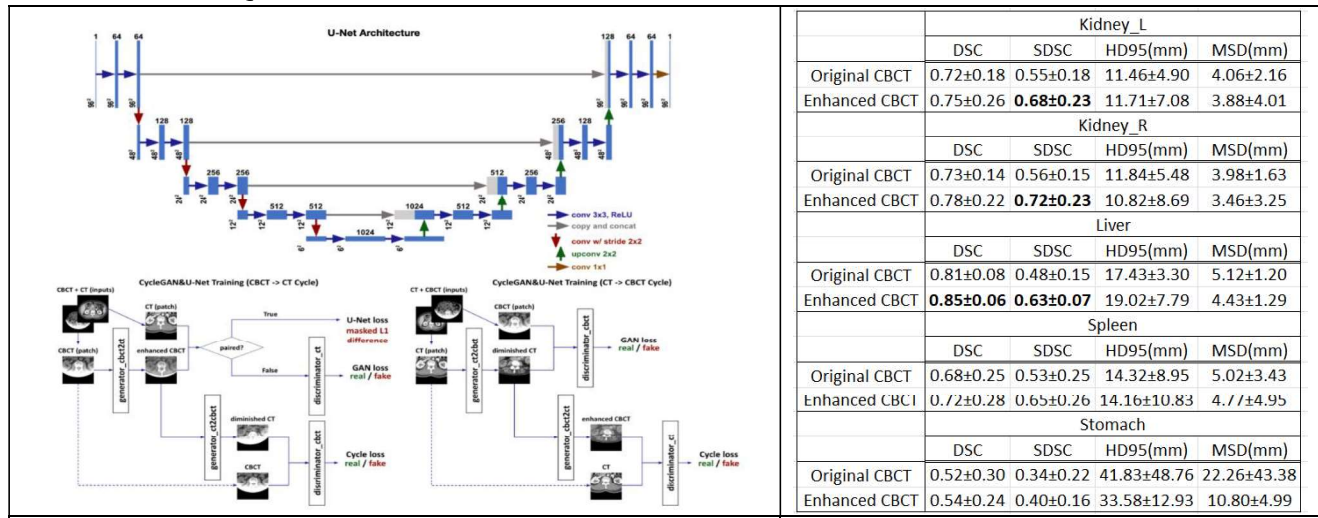 U-Net Architecture
1 64 64
128 64 64 1
96² 96² 96²
96² 96² 96² 96²
128 128
256 128
48² 48² 48²
48² 48² 48²
256 256
512 256
24² 24² 24²
24² 24² 24²
512 512
1024 512
12² 12² 12²
12² 12² 12²
1024
6³ 6³
conv 3x3, ReLU
copy and concat
conv w/ stride 2x2
upconv 2x2
conv 1x1
CycleGAN&U-Net Training (CBCT -> CT Cycle)
CBCT + CT (inputs)
CT (patch)
True
U-Net loss
masked L1
difference
paired?
CBCT (patch)
generator_cbct2ct
enhanced CBCT
False
discriminator_ct
GAN loss
real / fake
generator_ct2cbct
diminished CT
CBCT
discriminator_cbct
Cycle loss
real / fake
CycleGAN&U-Net Training (CT -> CBCT Cycle)
CT + CBCT (inputs)
CBCT (patch)
discriminator_cbct
GAN loss
real / fake
CT (patch)
generator_ct2cbct
diminished CT
generator_cbct2ct
enhanced CBCT
CT
discriminator_c
Cycle loss
real / fake
Kidney_L
DSC SDSC HD95(mm) MSD(mm)
Original CBCT 0.72±0.18 0.55±0.18 11.46±4.90 4.06±2.16
Enhanced CBCT 0.75±0.26 0.68±0.23 11.71±7.08 3.88±4.01
Kidney_R
DSC SDSC HD95(mm) MSD(mm)
Original CBCT 0.73±0.14 0.56±0.15 11.84±5.48 3.98±1.63
Enhanced CBCT 0.78±0.22 0.72±0.23 10.82±8.69 3.46±3.25
Liver
DSC SDSC HD95(mm) MSD(mm)
Original CBCT 0.81±0.08 0.48±0.15 17.43±3.30 5.12±1.20
Enhanced CBCT 0.85±0.06 0.63±0.07 19.02±7.79 4.43±1.29
Spleen
DSC SDSC HD95(mm) MSD(mm)
Original CBCT 0.68±0.25 0.53±0.25 14.32±8.95 5.02±3.43
Enhanced CBCT 0.72±0.28 0.65±0.26 14.16±10.83 4.77±4.95
Stomach
DSC SDSC HD95(mm) MSD(mm)
Original CBCT 0.52±0.30 0.34±0.22 41.83±48.76 22.26±43.38
Enhanced CBCT 0.54±0.24 0.40±0.16 33.58±12.93 10.80±4.99